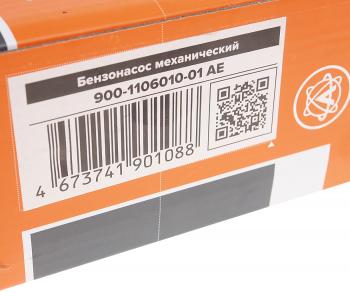 Бензонасос механический
900-1106010-01 AE
4 673741 901088